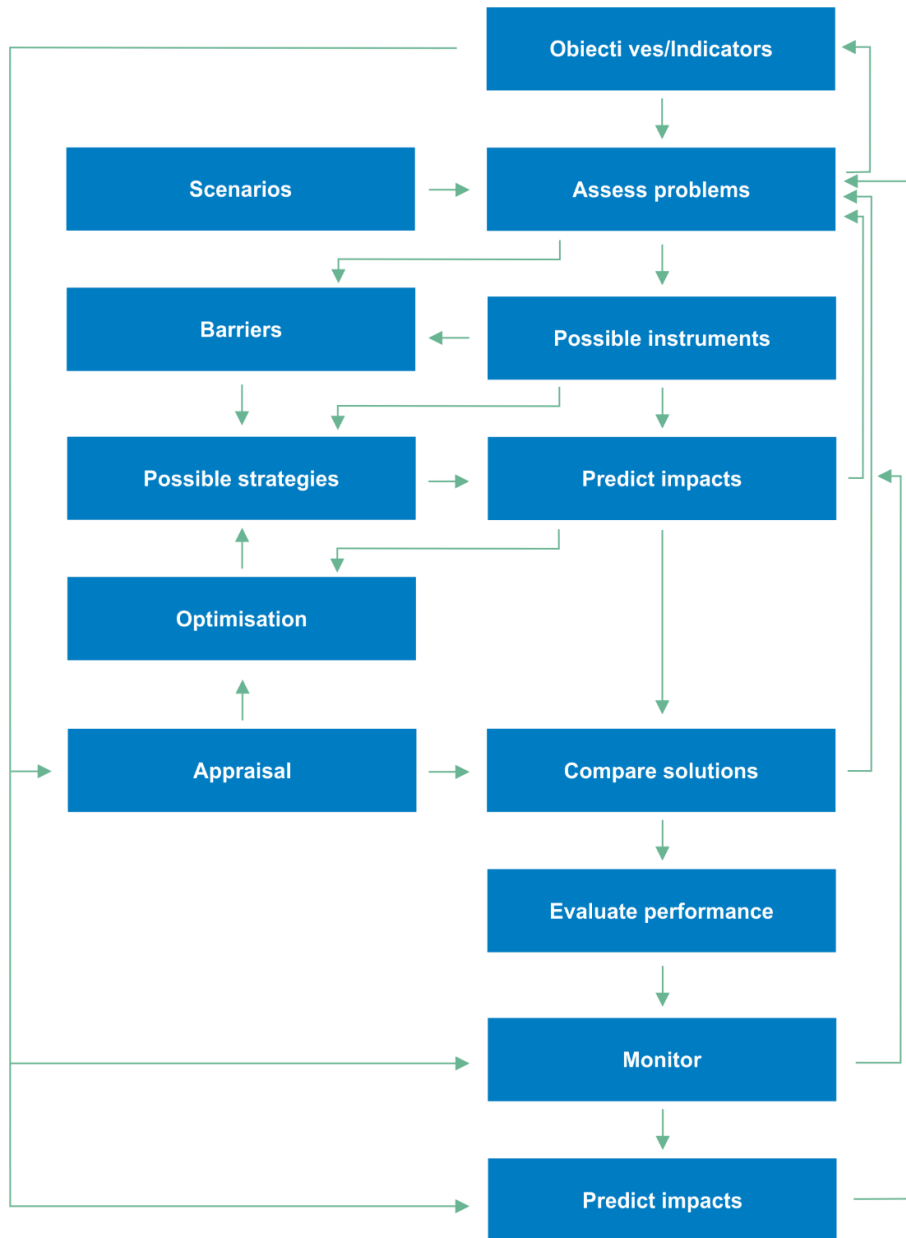 Obiecti ves/Indicators
Scenarios
Assess problems
Barriers
Possible instruments
Possible strategies
Predict impacts
Optimisation
Appraisal
Compare solutions
Evaluate performance
Monitor
Predict impacts